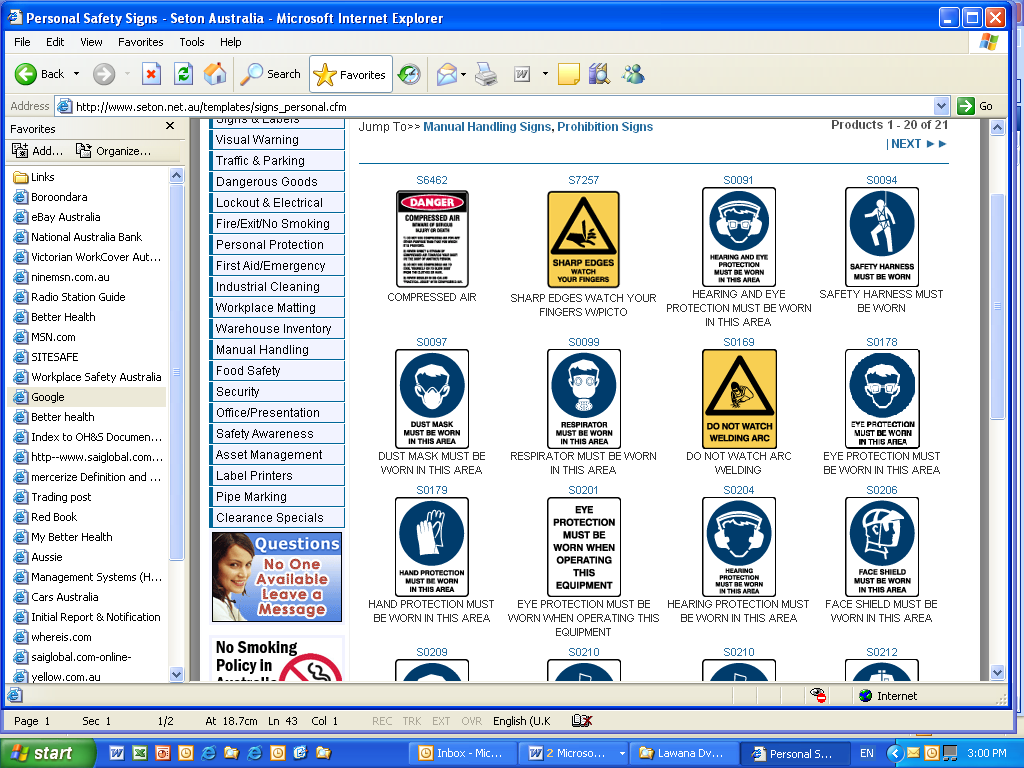 Personal Safety Signs - Seton Australia - Microsoft Internet Explorer
File Edit View Favorites Tools Help
Back Search Favorites
Address http://www.seton.net.au/templates/signs_personal.cfm Go
Favorites
Add... Organize...
Links
Boroondara
eBay Australia
National Australia Bank
Victorian WorkCover Aut...
ninemsn.com.au
Radio Station Guide
Better Health
MSN.com
SITESAFE
Workplace Safety Australia
Google
Better health
Index to OH&S Documen...
http--www.saiglobal.com...
mercerize Definition and ...
Trading post
Red Book
My Better Health
Aussie
Management Systems (H...
Cars Australia
Initial Report & Notification
whereis.com
saiglobal.com-online-
yellow.com.au
Signs & Labels
Visual Warning
Traffic & Parking
Dangerous Goods
Lockout & Electrical
Fire/Exit/No Smoking
Personal Protection
First Aid/Emergency
Industrial Cleaning
Workplace Matting
Warehouse Inventory
Manual Handling
Food Safety
Security
Office/Presentation
Safety Awareness
Asset Management
Label Printers
Pipe Marking
Clearance Specials
Questions
No One
Available
Leave a
Message
No Smoking
Policy In
Jump To>> Manual Handling Signs, Prohibition Signs
Products 1 - 20 of 21
| NEXT ►►
S6462 S7257 S0091 S0094
DANGER
COMPRESSED AIR
BEWARE OF SERIOUS
INJURY OR DEATH
SHARP EDGES
WATCH
YOUR FINGERS
HEARING AND EYE
PROTECTION
MUST BE WORN
IN THIS AREA
SAFETY HARNESS
MUST BE WORN
COMPRESSED AIR
SHARP EDGES WATCH YOUR
FINGERS W/PICTO
HEARING AND EYE
PROTECTION MUST BE WORN
IN THIS AREA
SAFETY HARNESS MUST
BE WORN
S0097 S0099 S0169 S0178
DUST MASK
MUST BE WORN
IN THIS AREA
RESPIRATOR
MUST BE WORN
IN THIS AREA
DO NOT WATCH
WELDING ARC
EYE PROTECTION
MUST BE WORN
IN THIS AREA
DUST MASK MUST BE
WORN IN THIS AREA
RESPIRATOR MUST BE WORN
IN THIS AREA
DO NOT WATCH ARC
WELDING
EYE PROTECTION MUST
BE WORN IN THIS AREA
S0179 S0201 S0204 S0206
HAND PROTECTION
MUST BE WORN
IN THIS AREA
EYE
PROTECTION
MUST BE
WORN WHEN
OPERATING
THIS
EQUIPMENT
HEARING
PROTECTION
MUST BE WORN
IN THIS AREA
FACE SHIELD
MUST BE WORN
IN THIS AREA
HAND PROTECTION MUST
BE WORN IN THIS AREA
EYE PROTECTION MUST BE
WORN WHEN OPERATING THIS
EQUIPMENT
HEARING PROTECTION MUST
BE WORN IN THIS AREA
FACE SHIELD MUST BE
WORN IN THIS AREA
S0209 S0210 S0210 S0212
Internet
Page 1 Sec 1 1/2 At 18.7cm Ln 43 Col 1 REC TRK EXT OVR English (U.K
start Inbox - Mic... 2 Microso... Lawana Dv... Personal S... EN 3:00 PM